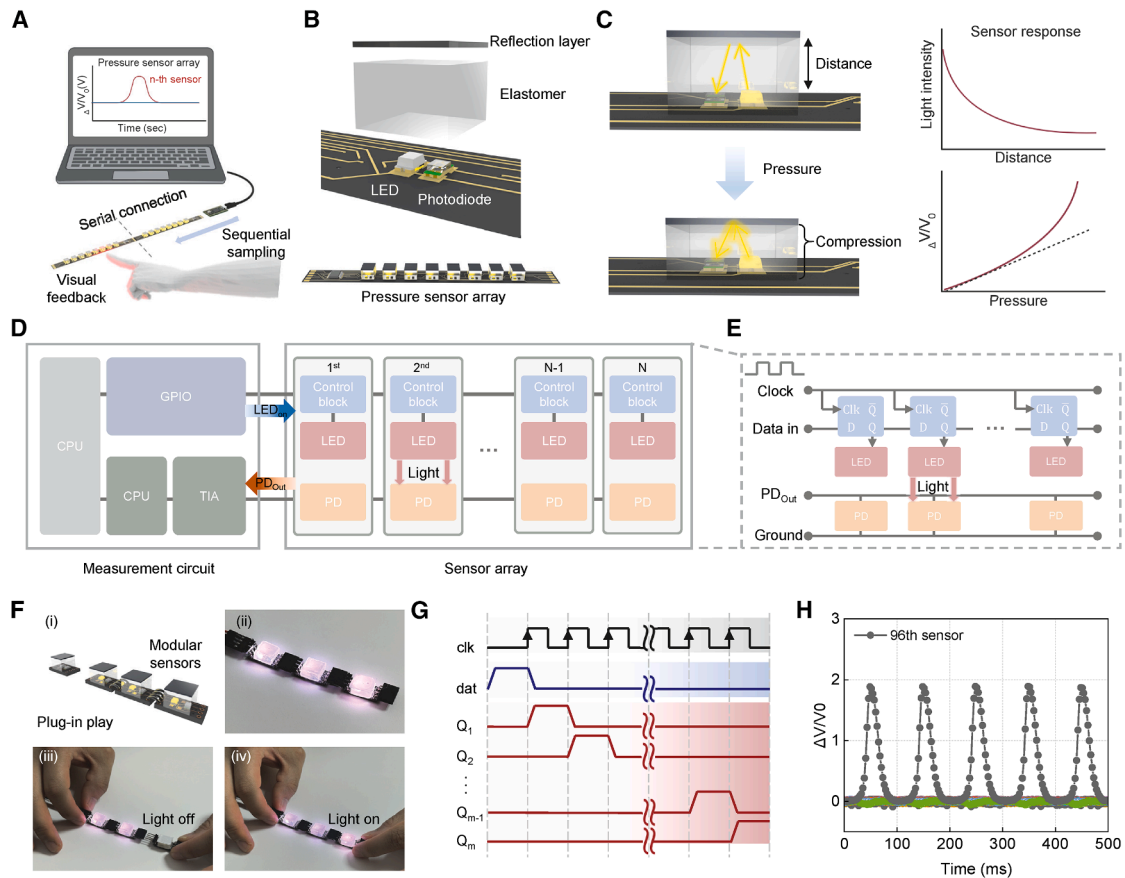 A
Pressure sensor array
n-th sensor
Δ V/V₀(V)
Time (sec)
Serial connection
Sequential
sampling
Visual
feedback
B
Reflection layer
Elastomer
LED
Photodiode
Pressure sensor array
C
Distance
Pressure
Compression
Sensor response
Light intensity
Distance
Δ V/V₀
Pressure
D
CPU
GPIO
CPU
TIA
LEDon
PDOut
1st
2nd
N-1
N
Control
block
Control
block
Control
block
Control
block
LED
LED
LED
LED
...
Light
PD
PD
PD
PD
Measurement circuit
Sensor array
E
Clock
Data in
Clk Q̅
D Q
Clk Q̅
D Q
...
Clk Q̅
D Q
LED
LED
LED
Light
PDOut
PD
PD
PD
Ground
F
(i)
Modular
sensors
Plug-in play
(ii)
(iii)
Light off
(iv)
Light on
G
clk
dat
Q₁
Q₂
⋮
Qm-1
Qm
H
96th sensor
ΔV/V0
3
2
1
0
0
100
200
300
400
500
Time (ms)